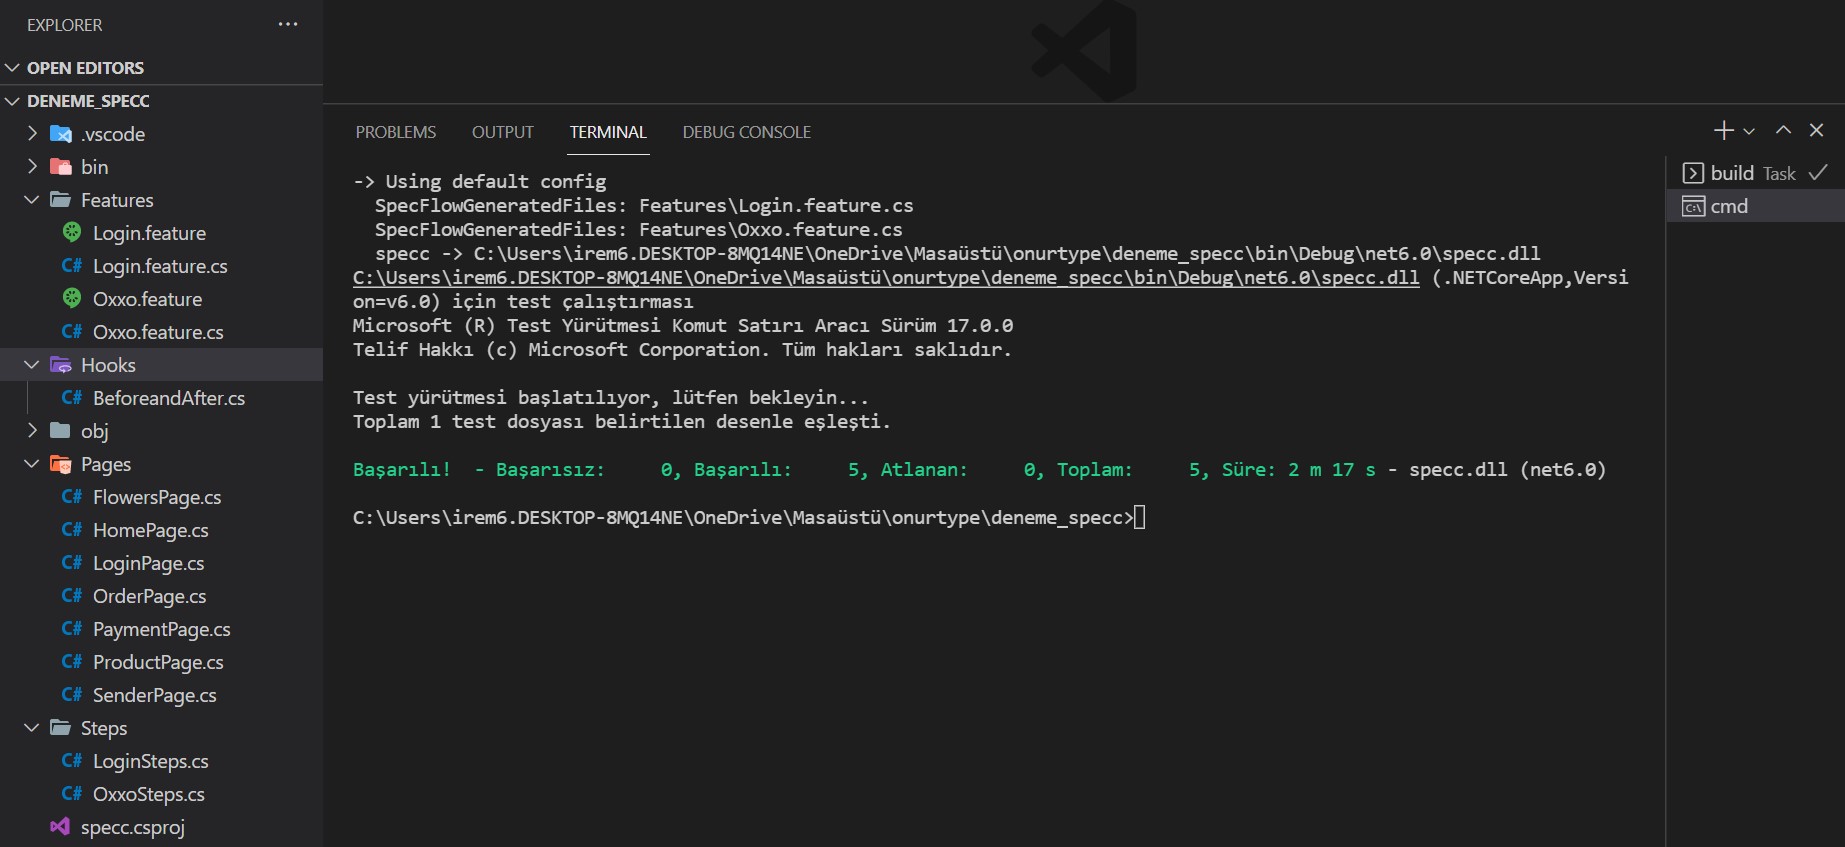 EXPLORER
OPEN EDITORS
DENEME_SPECC
.vscode
bin
Features
Login.feature
C# Login.feature.cs
Oxxo.feature
C# Oxxo.feature.cs
Hooks
C# BeforeandAfter.cs
obj
Pages
C# FlowersPage.cs
C# HomePage.cs
C# LoginPage.cs
C# OrderPage.cs
C# PaymentPage.cs
C# ProductPage.cs
C# SenderPage.cs
Steps
C# LoginSteps.cs
C# OxxoSteps.cs
specc.csproj
PROBLEMS OUTPUT TERMINAL DEBUG CONSOLE
-> Using default config
SpecFlowGeneratedFiles: Features\Login.feature.cs
SpecFlowGeneratedFiles: Features\Oxxo.feature.cs
specc -> C:\Users\irem6.DESKTOP-8MQ14NE\OneDrive\Masaüstü\onurtype\deneme_specc\bin\Debug\net6.0\specc.dll
C:\Users\irem6.DESKTOP-8MQ14NE\OneDrive\Masaüstü\onurtype\deneme_specc\bin\Debug\net6.0\specc.dll (.NETCoreApp,Versi
on=v6.0) için test çalıştırması
Microsoft (R) Test Yürütmesi Komut Satırı Aracı Sürüm 17.0.0
Telif Hakkı (c) Microsoft Corporation. Tüm hakları saklıdır.
Test yürütmesi başlatılıyor, lütfen bekleyin...
Toplam 1 test dosyası belirtilen desenle eşleşti.
Başarılı! - Başarısız: 0, Başarılı: 5, Atlanan: 0, Toplam: 5, Süre: 2 m 17 s - specc.dll (net6.0)
C:\Users\irem6.DESKTOP-8MQ14NE\OneDrive\Masaüstü\onurtype\deneme_specc>
build Task
cmd